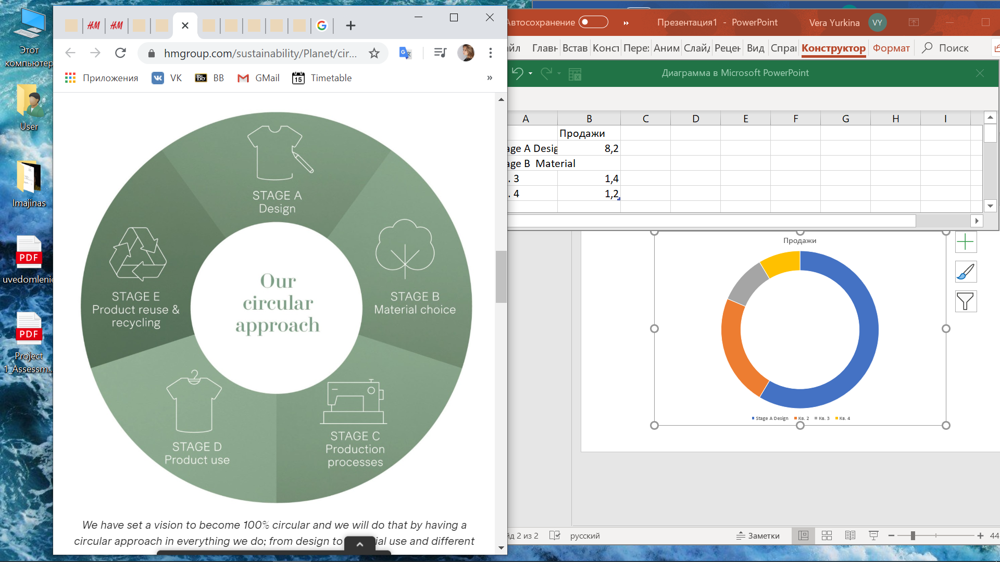 Этот
компьютер
User
Imajinas
uvedomlenie
Project
1_Assessm...
H&M
H&M
hmgroup.com/sustainability/Planet/cir...
Приложения
VK
Bb
BB
GMail
15
Timetable
»
STAGE A
Design
STAGE B
Material choice
STAGE C
Production
processes
STAGE D
Product use
STAGE E
Product reuse &
recycling
Our
circular
approach
We have set a vision to become 100% circular and we will do that by having a
circular approach in everything we do; from design to ial use and different
Автосохранение
Презентация1 - PowerPoint
Vera Yurkina
VY
йл
Главн
Встав
Конст
Перех
Аним
Слайд
Рецен
Вид
Справ
Конструктор
Формат
Поиск
Диаграмма в Microsoft PowerPoint
A B C D E F G H I
Продажи
age A Desig 8,2
age B Material
. 3 1,4
. 4 1,2
Продажи
Stage A Design Кв. 2 Кв. 3 Кв. 4
йд 2 из 2
русский
Заметки
44
PDF
PDF